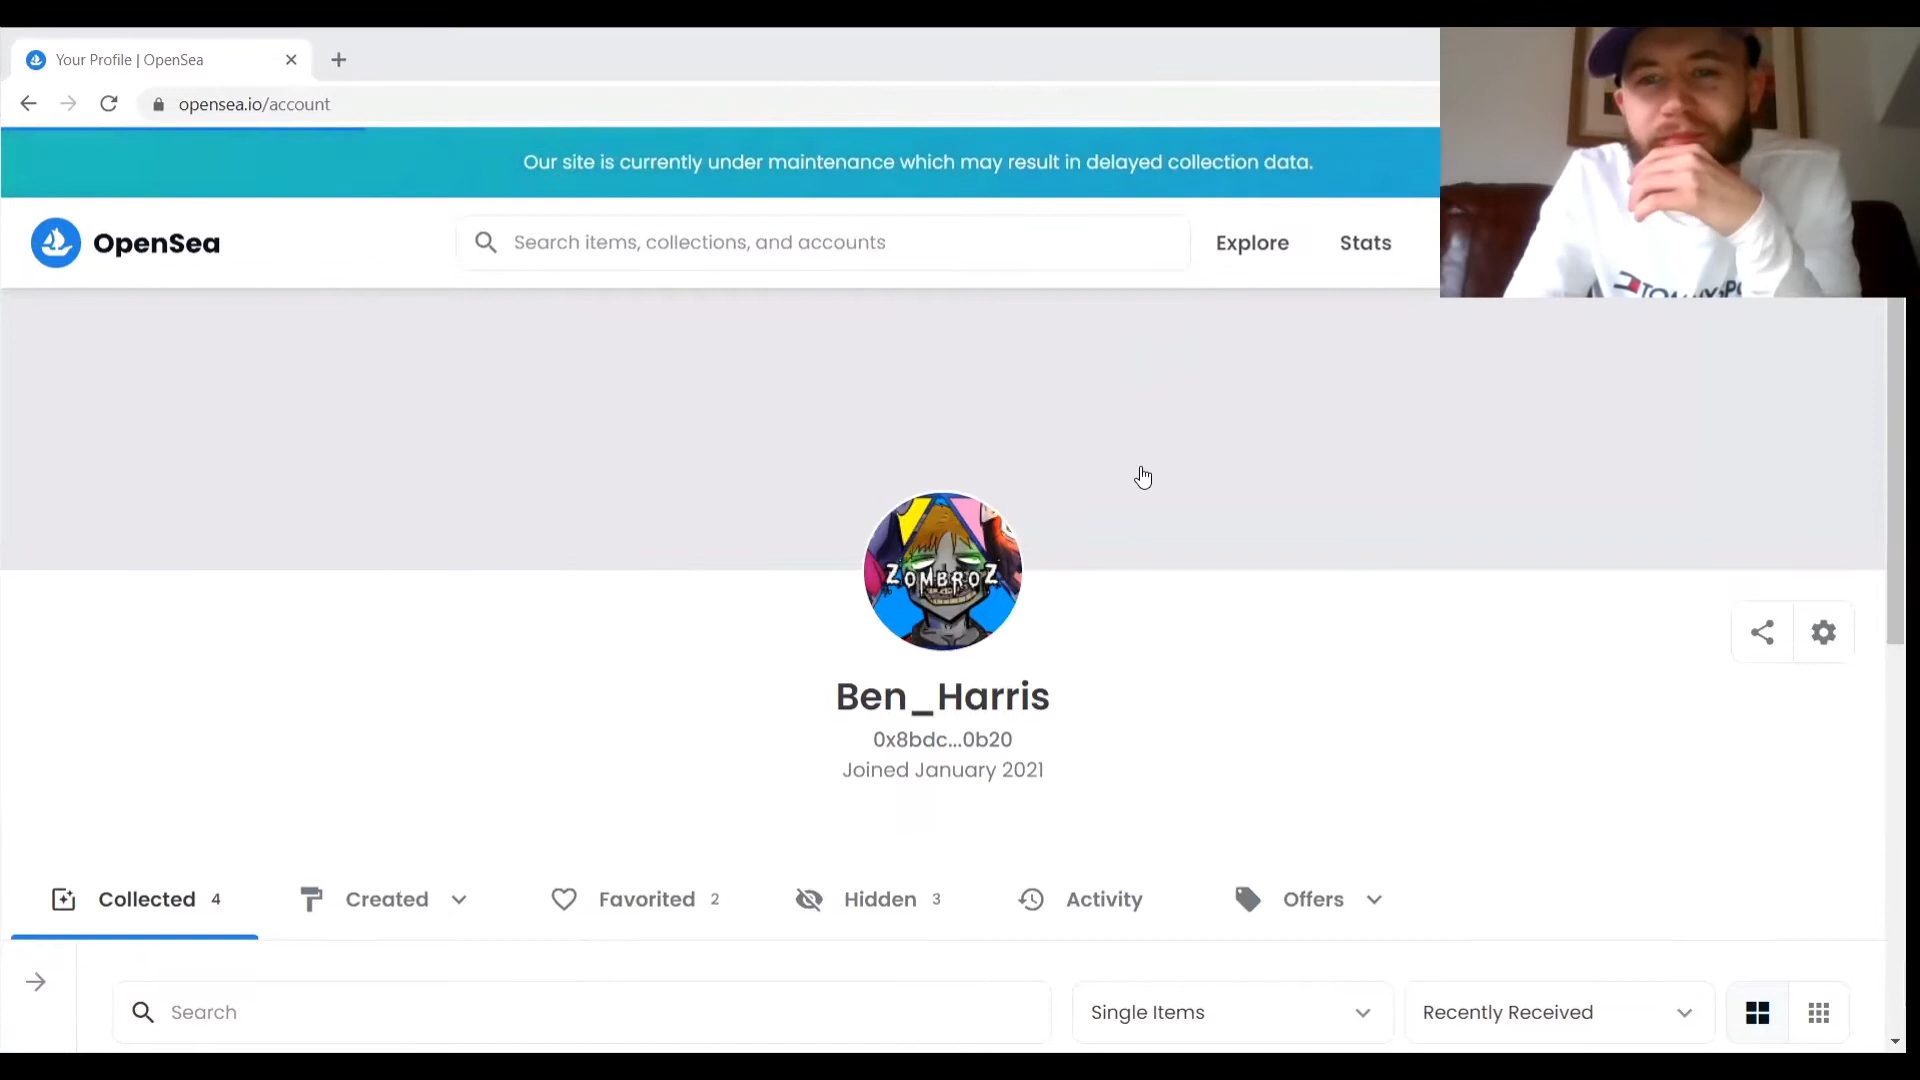 Your Profile | OpenSea
opensea.io/account
Our site is currently under maintenance which may result in delayed collection data.
OpenSea
Search items, collections, and accounts
Explore
Stats
ZOMBROZ
Ben_Harris
0x8bdc...0b20
Joined January 2021
Collected 4
Created
Favorited 2
Hidden 3
Activity
Offers
Search
Single Items
Recently Received